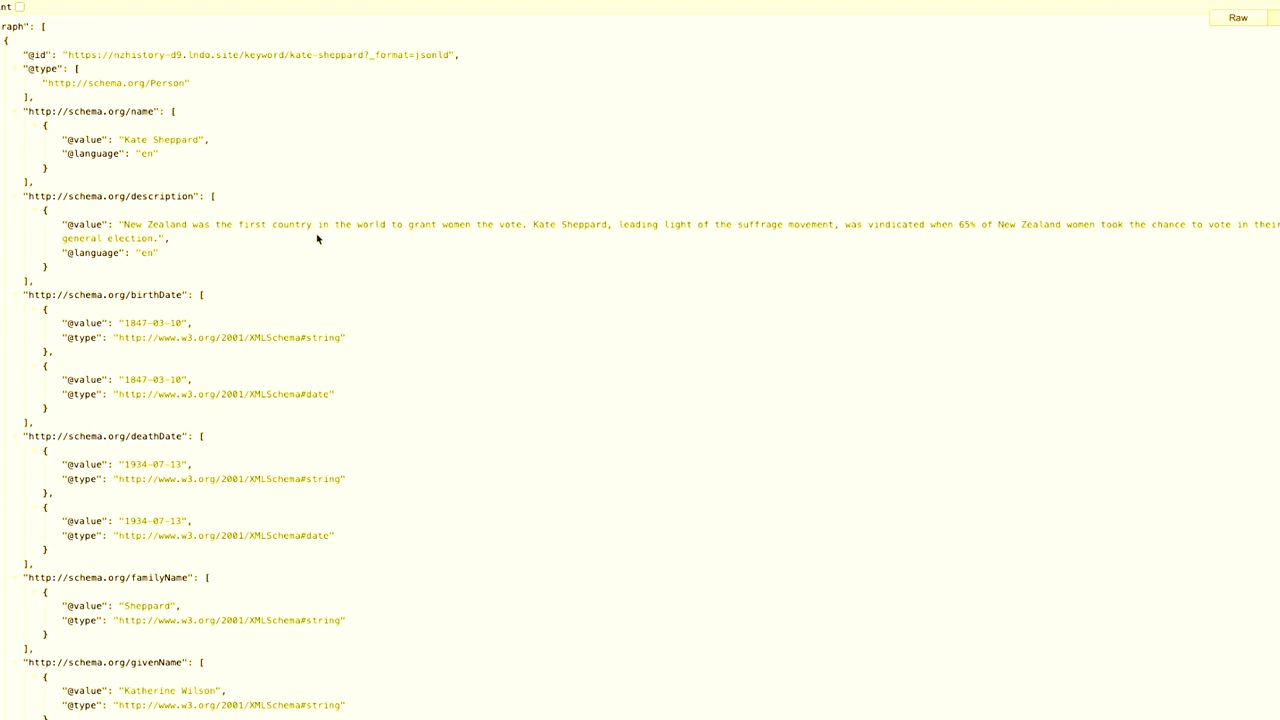 nt
Raw
raph": [
{
"@id": "https://nzhistory-d9.lndo.site/keyword/kate-sheppard?_format=jsonld",
"@type": [
"http://schema.org/Person"
],
"http://schema.org/name": [
{
"@value": "Kate Sheppard",
"@language": "en"
}
],
"http://schema.org/description": [
{
"@value": "New Zealand was the first country in the world to grant women the vote. Kate Sheppard, leading light of the suffrage movement, was vindicated when 65% of New Zealand women took the chance to vote in their
general election.",
"@language": "en"
}
],
"http://schema.org/birthDate": [
{
"@value": "1847-03-10",
"@type": "http://www.w3.org/2001/XMLSchema#string"
},
{
"@value": "1847-03-10",
"@type": "http://www.w3.org/2001/XMLSchema#date"
}
],
"http://schema.org/deathDate": [
{
"@value": "1934-07-13",
"@type": "http://www.w3.org/2001/XMLSchema#string"
},
{
"@value": "1934-07-13",
"@type": "http://www.w3.org/2001/XMLSchema#date"
}
],
"http://schema.org/familyName": [
{
"@value": "Sheppard",
"@type": "http://www.w3.org/2001/XMLSchema#string"
}
],
"http://schema.org/givenName": [
{
"@value": "Katherine Wilson",
"@type": "http://www.w3.org/2001/XMLSchema#string"
}